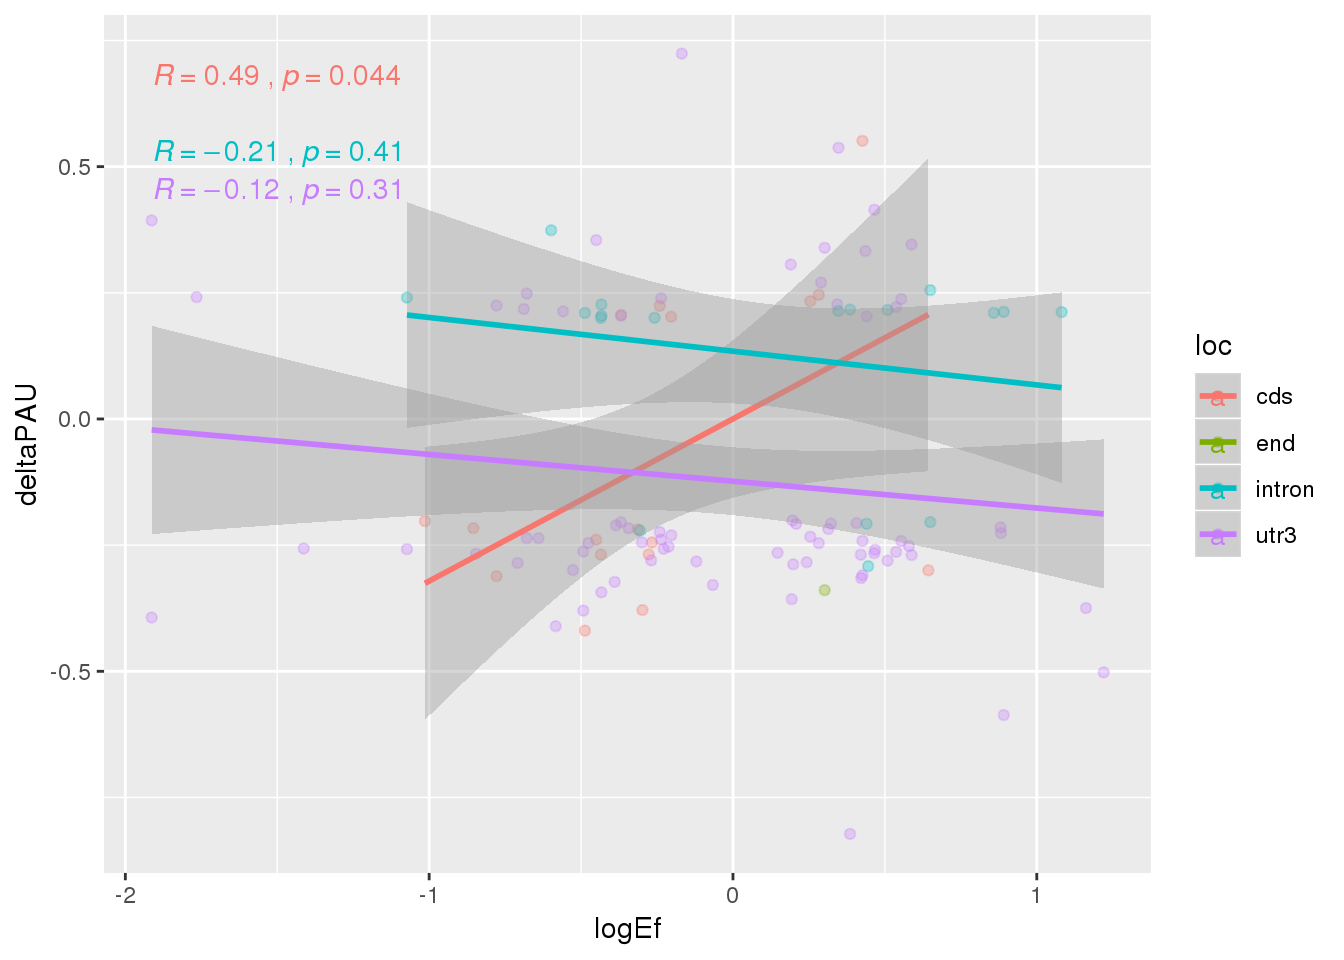 R = 0.49 , p = 0.044
R = −0.21 , p = 0.41
R = −0.12 , p = 0.31
0.5
0.0
-0.5
deltaPAU
-2 -1 0 1
logEf
loc
a cds
a end
a intron
a utr3